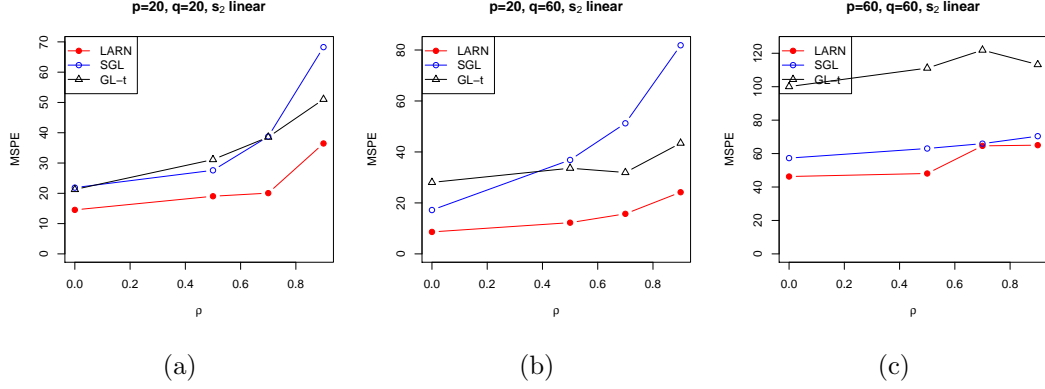 p=20, q=20, s₂ linear
70
60
50
40
30
20
10
0
MSPE
LARN
SGL
GL−t
0.0 0.2 0.4 0.6 0.8
ρ
(a)
p=20, q=60, s₂ linear
80
60
40
20
0
MSPE
LARN
SGL
GL−t
0.0 0.2 0.4 0.6 0.8
ρ
(b)
p=60, q=60, s₂ linear
120
100
80
60
40
20
0
MSPE
LARN
SGL
GL−t
0.0 0.2 0.4 0.6 0.8
ρ
(c)